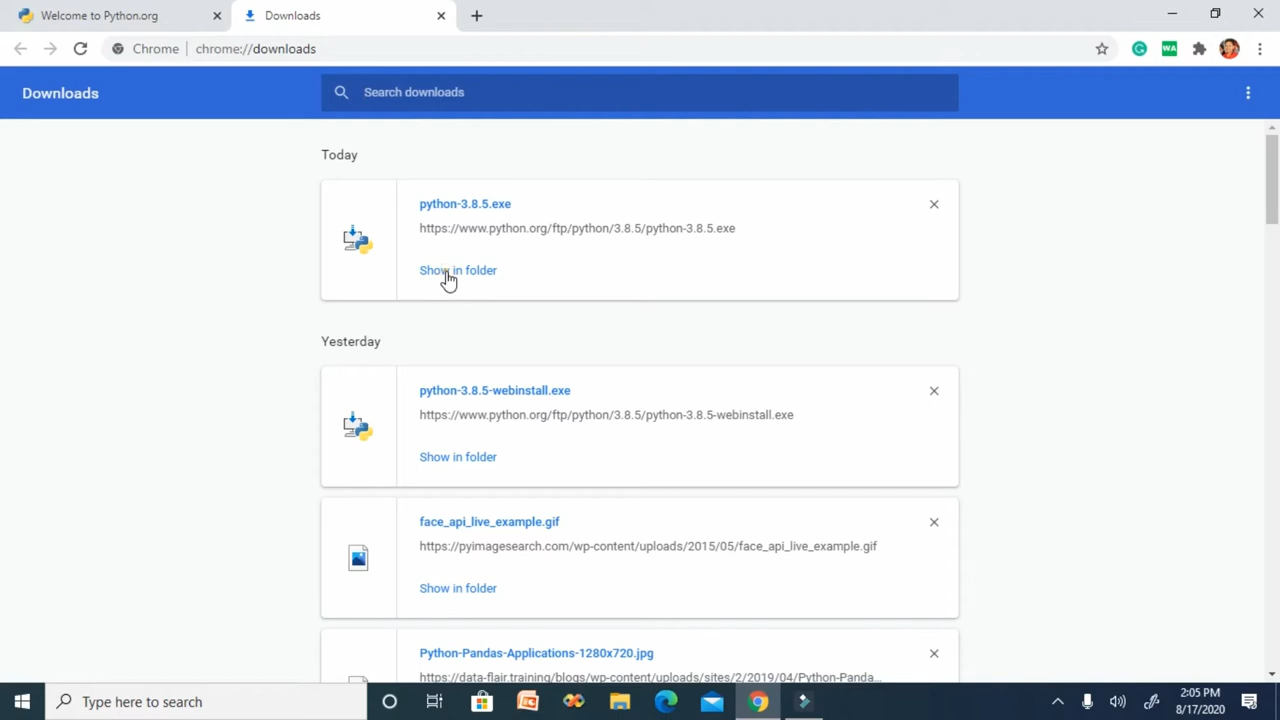 Welcome to Python.org
Downloads
Chrome
chrome://downloads
WA
Downloads
Search downloads
Today
python-3.8.5.exe
https://www.python.org/ftp/python/3.8.5/python-3.8.5.exe
Show in folder
Yesterday
python-3.8.5-webinstall.exe
https://www.python.org/ftp/python/3.8.5/python-3.8.5-webinstall.exe
Show in folder
face_api_live_example.gif
https://pyimagesearch.com/wp-content/uploads/2015/05/face_api_live_example.gif
Show in folder
Python-Pandas-Applications-1280x720.jpg
https://data-flair.training/blogs/wp-content/uploads/sites/2/2019/04/Python-Panda...
Type here to search
2:05 PM
8/17/2020